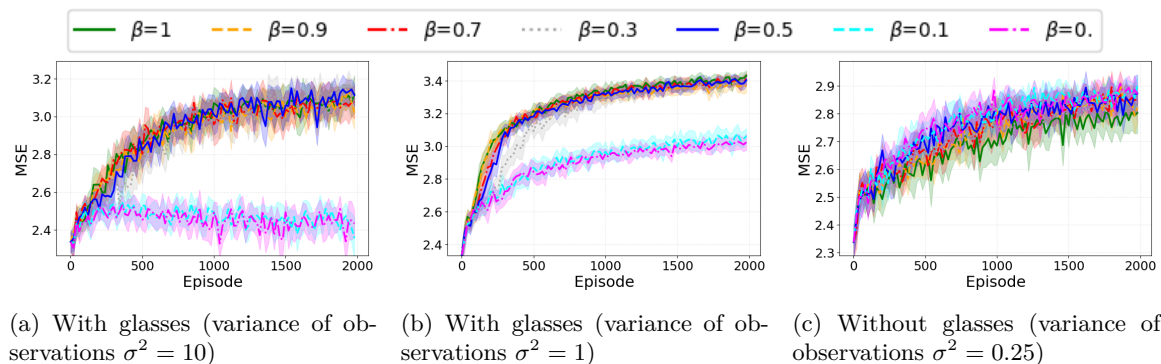 β=1 β=0.9 β=0.7 β=0.3 β=0.5 β=0.1 β=0.
3.2
3.0
2.8
2.6
2.4
MSE
0 500 1000 1500 2000
Episode
(a) With glasses (variance of ob-
servations σ² = 10)
3.4
3.2
3.0
2.8
2.6
2.4
MSE
0 500 1000 1500 2000
Episode
(b) With glasses (variance of ob-
servations σ² = 1)
2.9
2.8
2.7
2.6
2.5
2.4
2.3
MSE
0 500 1000 1500 2000
Episode
(c) Without glasses (variance of
observations σ² = 0.25)